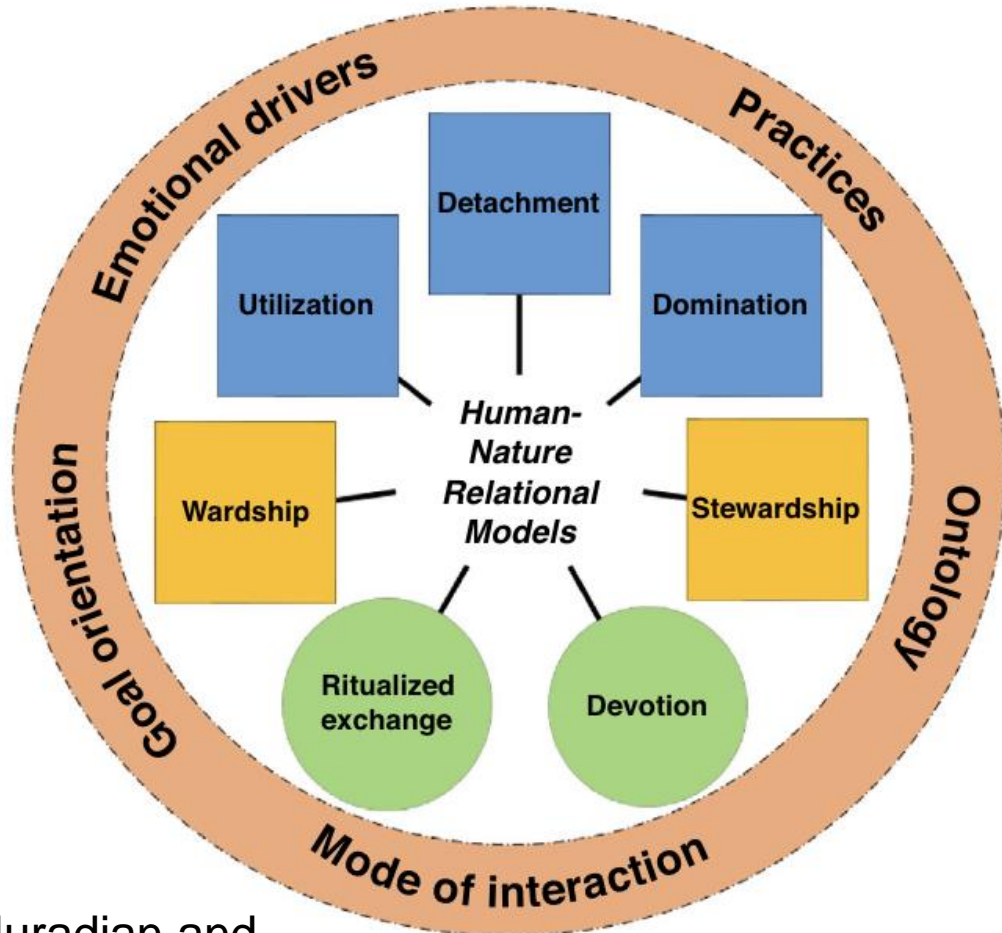 Emotional drivers
Practices
Detachment
Utilization
Domination
Human-
Nature
Relational
Models
Wardship
Stewardship
Goal orientation
Ontology
Ritualized
exchange
Devotion
Mode of interaction
and